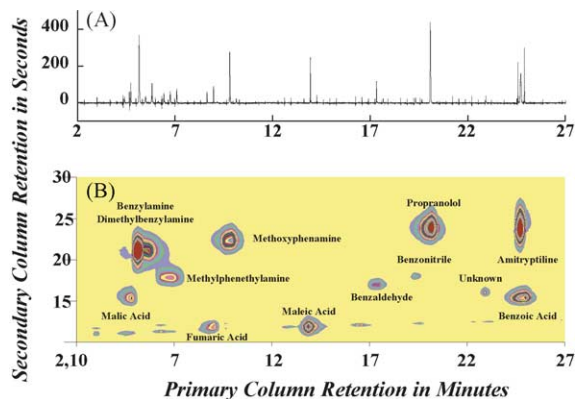 (A)
400
200
0
2 7 12 17 22 27
Secondary Column Retention in Seconds
30
25
20
15
2,10
(B)
Benzylamine
Dimethylbenzylamine
Methoxyphenamine
Methylphenethylamine
Malic Acid
Fumaric Acid
Maleic Acid
Propranolol
Benzonitrile
Benzaldehyde
Unknown
Amitryptiline
Benzoic Acid
7 12 17 22 27
Primary Column Retention in Minutes